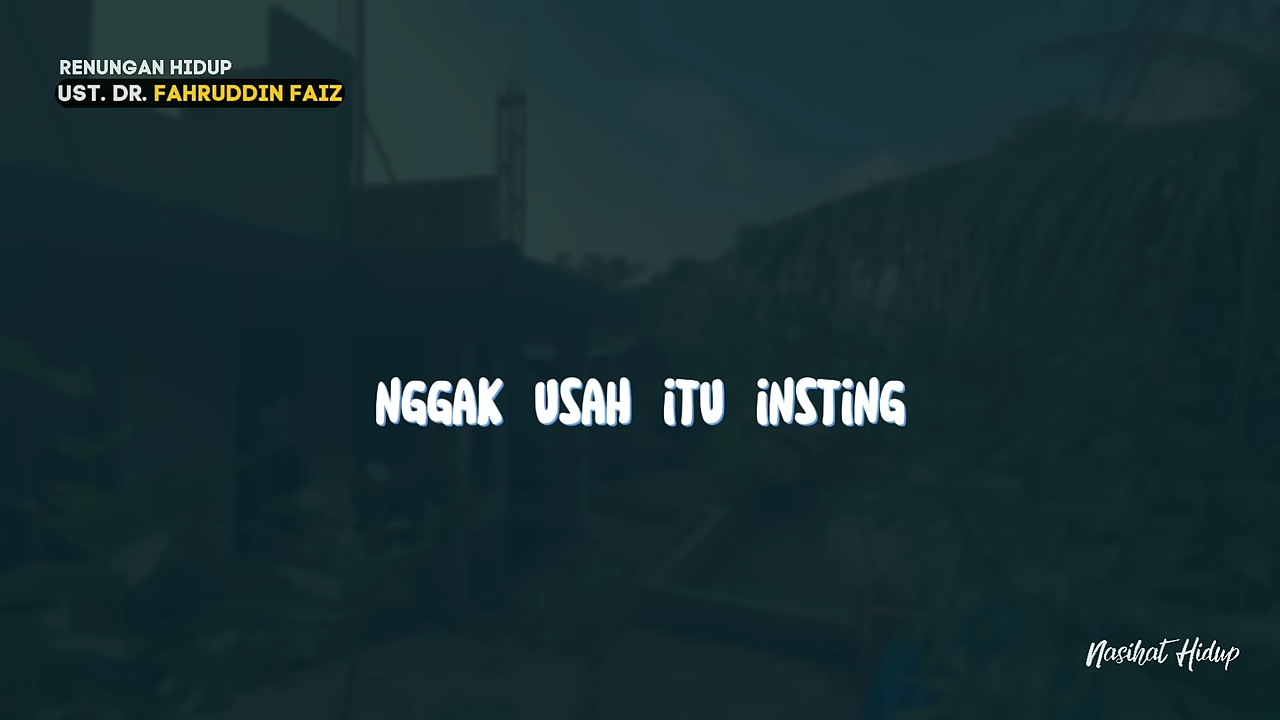 RENUNGAN HIDUP
UST. DR. FAHRUDDIN FAIZ
NGGAK USAH iTU iNSTiNG
Nasihat Hidup